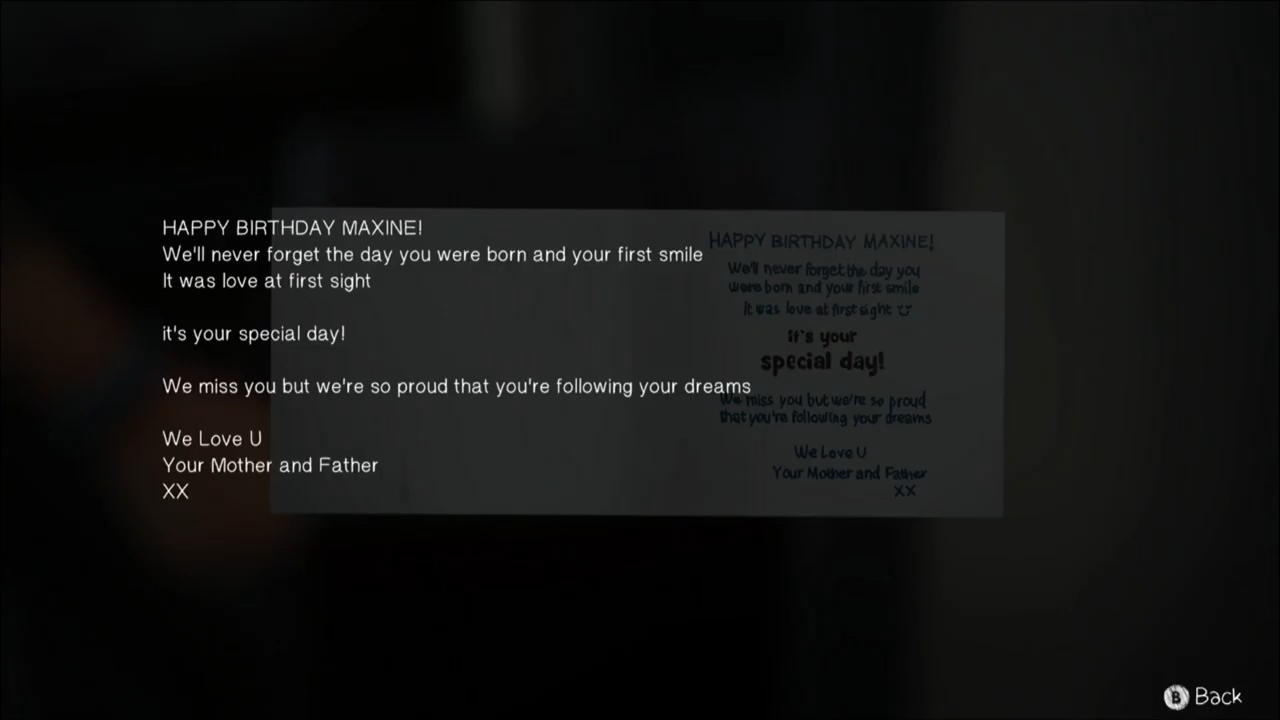 HAPPY BIRTHDAY MAXINE!
We'll never forget the day you were born and your first smile
It was love at first sight
it's your special day!
We miss you but we're so proud that you're following your dreams
We Love U
Your Mother and Father
XX
HAPPY BIRTHDAY MAXINE!
We'll never forget the day you
were born and your first smile
It was love at first sight
it's your
special day!
We miss you but we're so proud
that you're following your dreams
We Love U
Your Mother and Father
XX
B Back